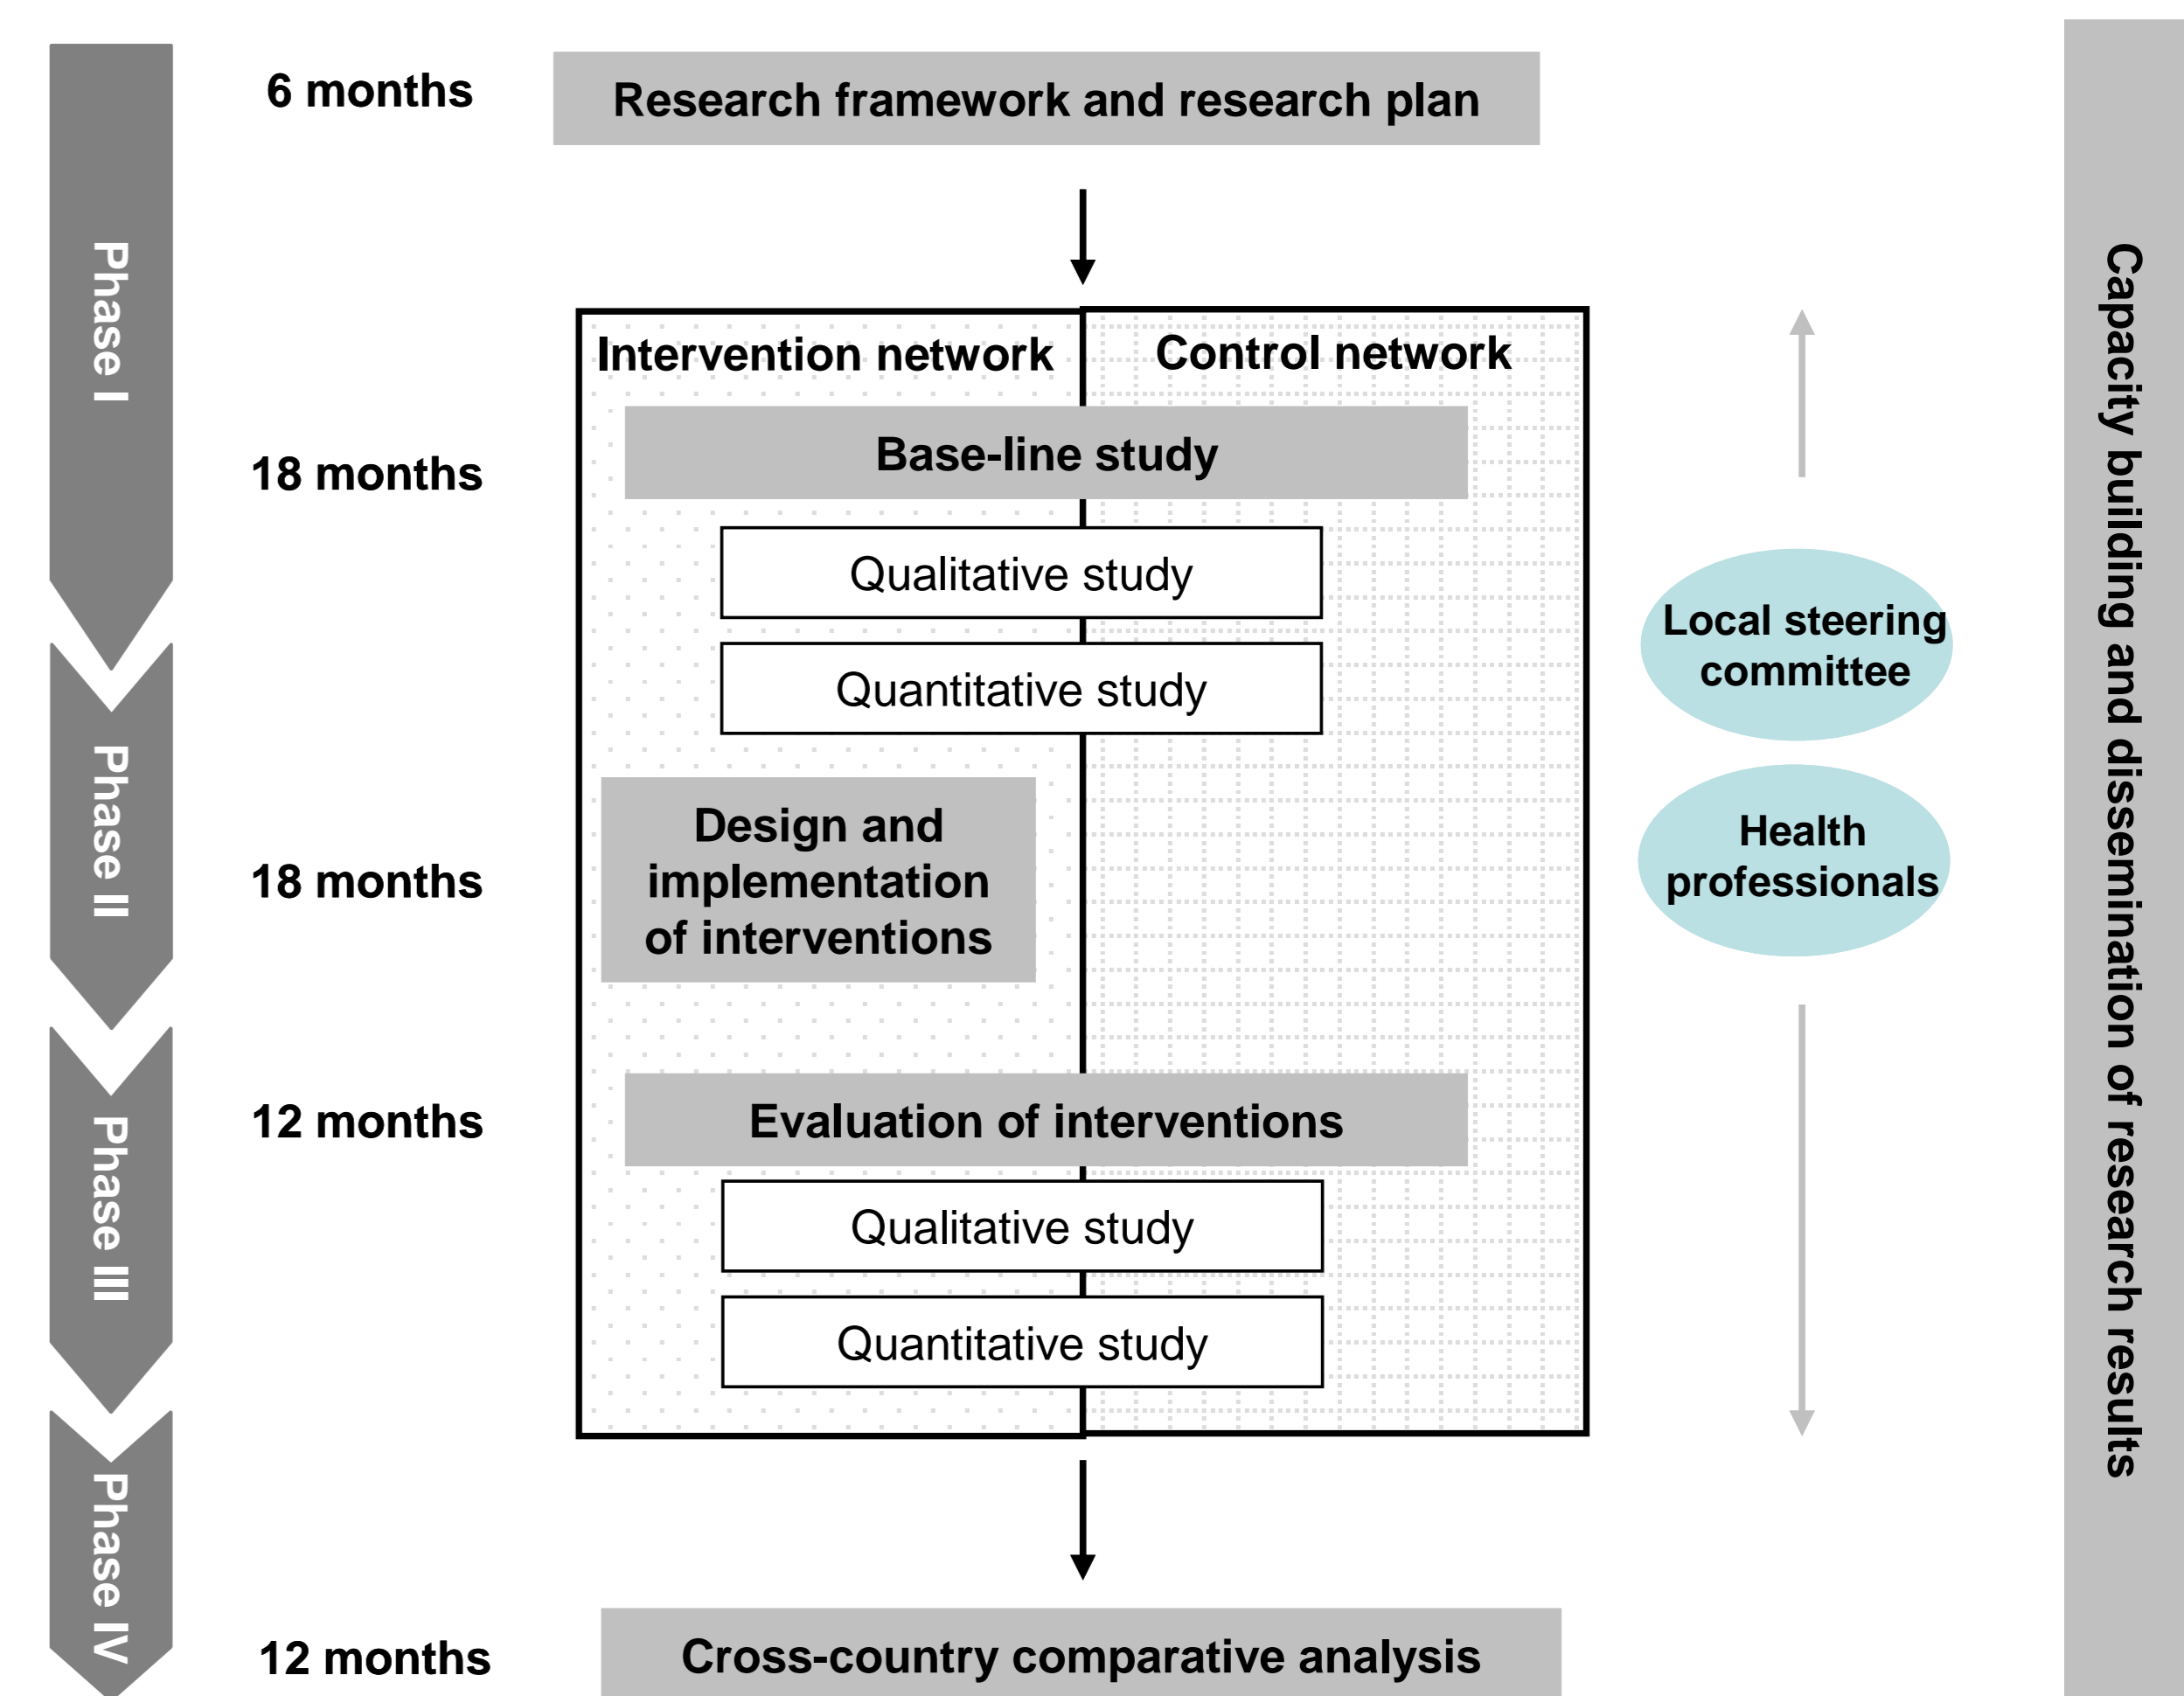 Phase I
6 months
Research framework and research plan
Intervention network
Control network
18 months
Base-line study
Qualitative study
Quantitative study
Phase II
18 months
Design and
implementation
of interventions
Phase III
12 months
Evaluation of interventions
Qualitative study
Quantitative study
Phase IV
12 months
Cross-country comparative analysis
Local steering
committee
Health
professionals
Capacity building and dissemination of research results